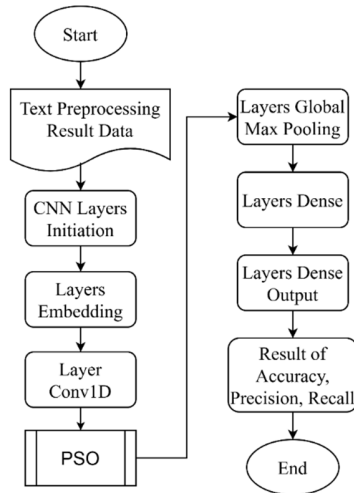 Start
Text Preprocessing
Result Data
CNN Layers
Initiation
Layers
Embedding
Layer
Conv1D
PSO
Layers Global
Max Pooling
Layers Dense
Layers Dense
Output
Result of
Accuracy,
Precision, Recall
End